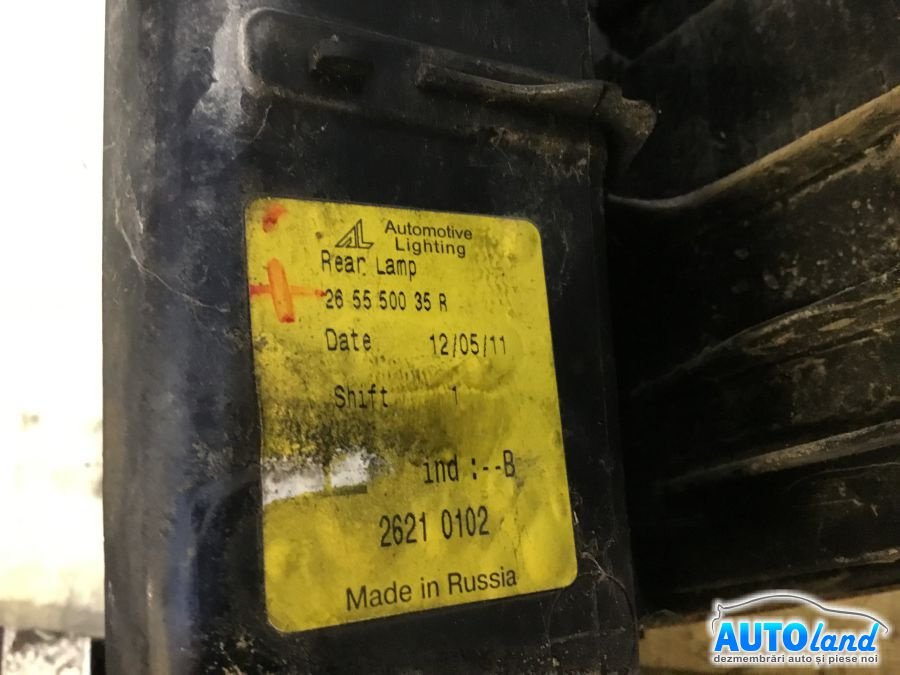 Automotive
Lighting
Rear Lamp
26 55 500 35 R
Date 12/05/11
Shift 1
ind :--B
2621 0102
Made in Russia
AUTOland
dezmembrări auto și piese noi